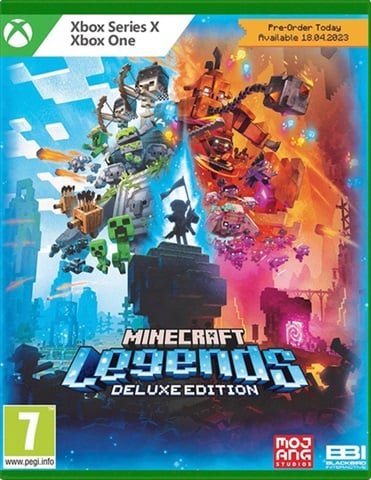 Xbox Series X
Xbox One
Pre-Order Today
Available 18.04.2023
MINECRAFT
Legends
DELUXE EDITION
7
www.pegi.info
MOJ
ANG
STUDIOS
BBI
BLACKBIRD
INTERACTIVE